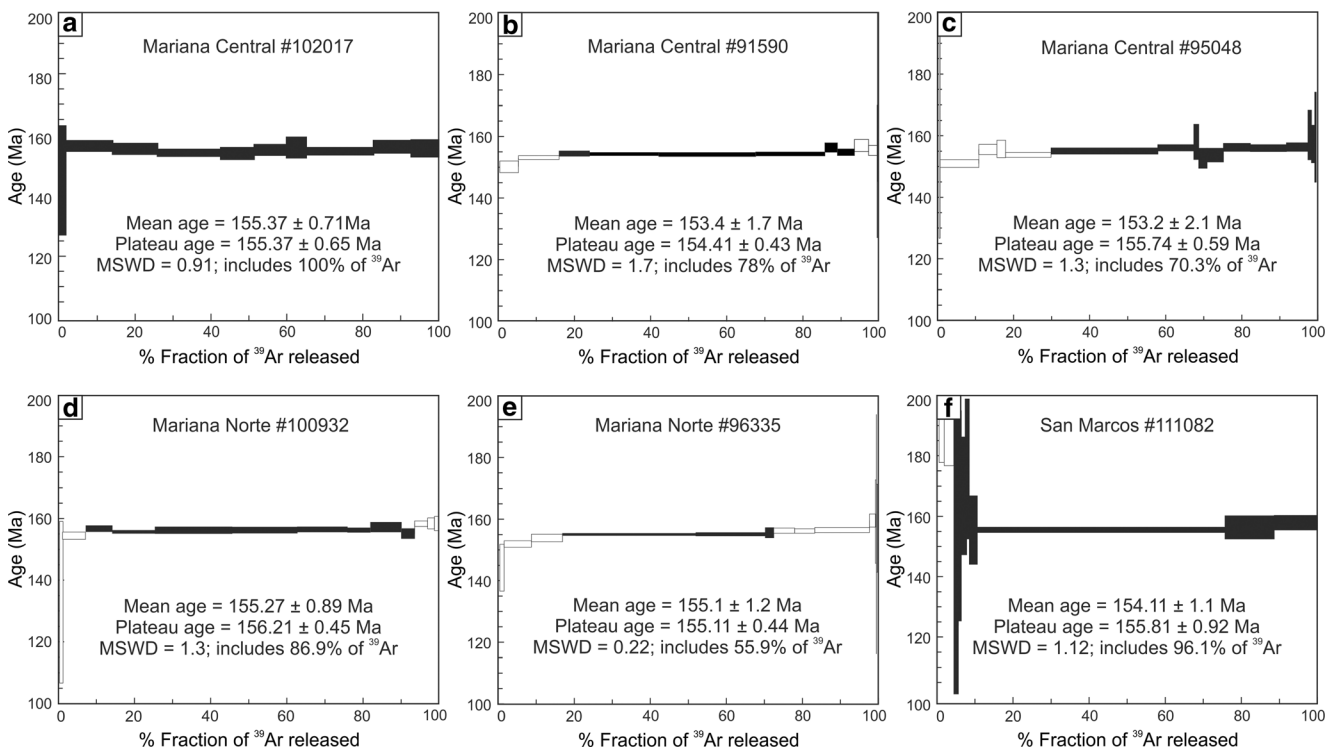 a
Mariana Central #102017
200
180
160
140
120
100
Age (Ma)
Mean age = 155.37 ± 0.71Ma
Plateau age = 155.37 ± 0.65 Ma
MSWD = 0.91; includes 100% of ³⁹Ar
0 20 40 60 80 100
% Fraction of ³⁹Ar released
b
Mariana Central #91590
200
180
160
140
120
100
Age (Ma)
Mean age = 153.4 ± 1.7 Ma
Plateau age = 154.41 ± 0.43 Ma
MSWD = 1.7; includes 78% of ³⁹Ar
0 20 40 60 80 100
% Fraction of ³⁹Ar released
c
Mariana Central #95048
200
180
160
140
120
100
Age (Ma)
Mean age = 153.2 ± 2.1 Ma
Plateau age = 155.74 ± 0.59 Ma
MSWD = 1.3; includes 70.3% of ³⁹Ar
0 20 40 60 80 100
% Fraction of ³⁹Ar released
d
Mariana Norte #100932
200
180
160
140
120
100
Age (Ma)
Mean age = 155.27 ± 0.89 Ma
Plateau age = 156.21 ± 0.45 Ma
MSWD = 1.3; includes 86.9% of ³⁹Ar
0 20 40 60 80 100
% Fraction of ³⁹Ar released
e
Mariana Norte #96335
200
180
160
140
120
100
Age (Ma)
Mean age = 155.1 ± 1.2 Ma
Plateau age = 155.11 ± 0.44 Ma
MSWD = 0.22; includes 55.9% of ³⁹Ar
0 20 40 60 80 100
% Fraction of ³⁹Ar released
f
San Marcos #111082
200
180
160
140
120
100
Age (Ma)
Mean age = 154.11 ± 1.1 Ma
Plateau age = 155.81 ± 0.92 Ma
MSWD = 1.12; includes 96.1% of ³⁹Ar
0 20 40 60 80 100
% Fraction of ³⁹Ar released